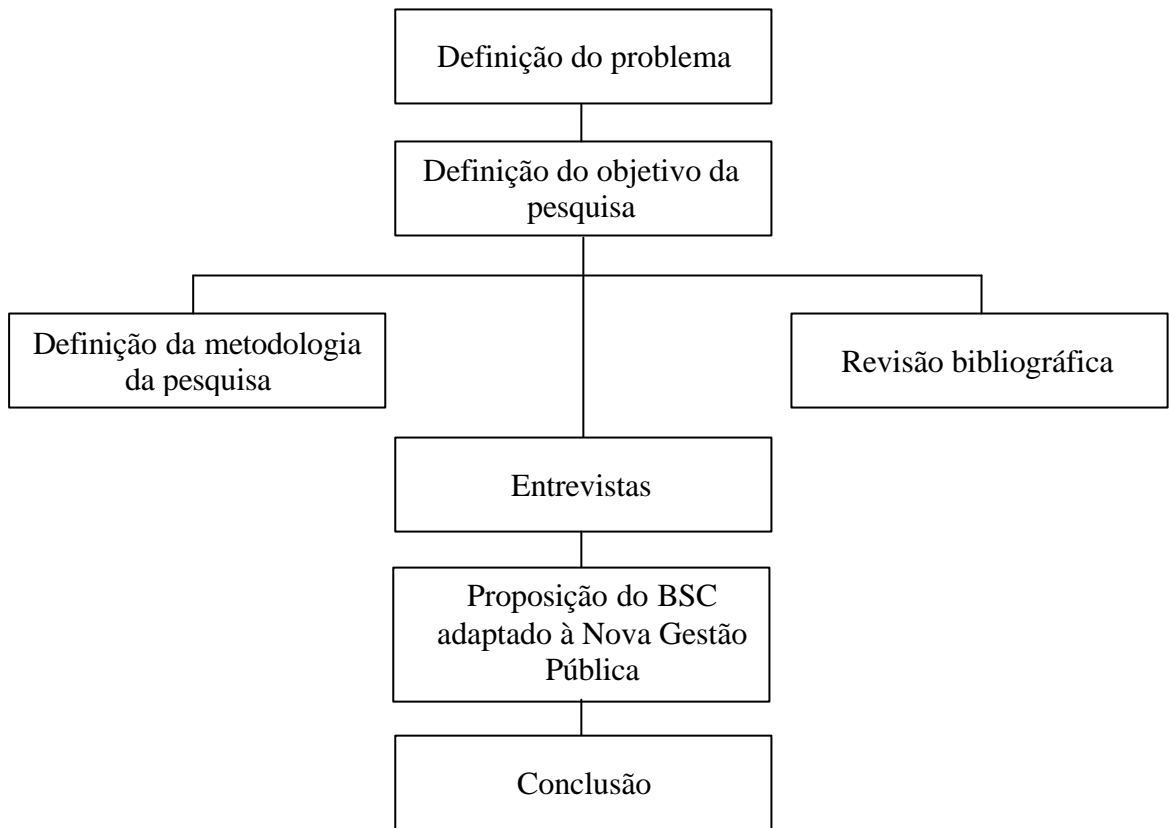 Definição do problema
Definição do objetivo da
pesquisa
Definição da metodologia
da pesquisa
Revisão bibliográfica
Entrevistas
Proposição do BSC
adaptado à Nova Gestão
Pública
Conclusão